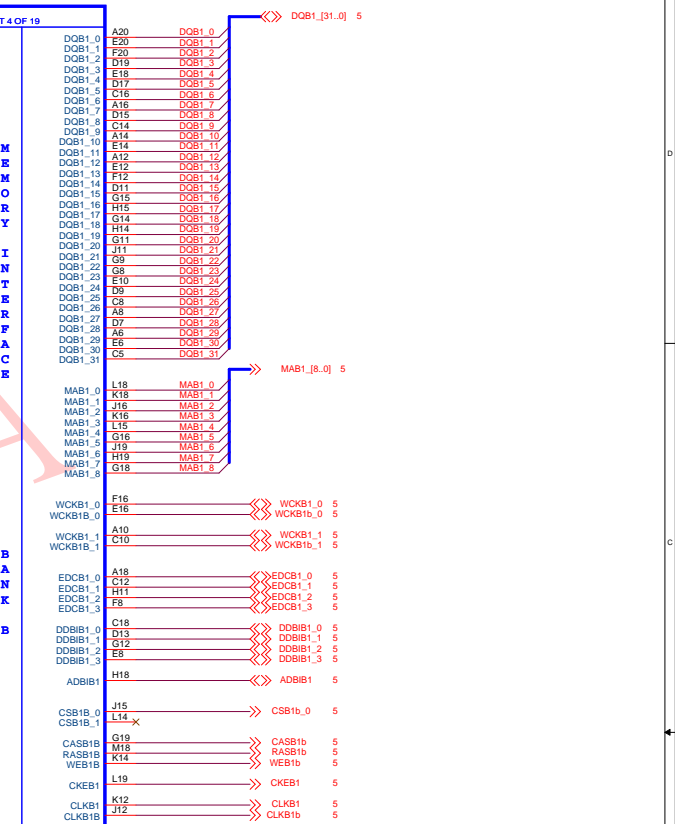 T 4 OF 19
DQB1_[31..0] 5
DQB1_0 A20 DQB1_0
DQB1_1 E20 DQB1_1
DQB1_2 F20 DQB1_2
DQB1_3 D19 DQB1_3
DQB1_4 E18 DQB1_4
DQB1_5 D17 DQB1_5
DQB1_6 C16 DQB1_6
DQB1_7 A16 DQB1_7
DQB1_8 D15 DQB1_8
DQB1_9 C14 DQB1_9
DQB1_10 A14 DQB1_10
DQB1_11 E14 DQB1_11
DQB1_12 A12 DQB1_12
DQB1_13 E12 DQB1_13
DQB1_14 F12 DQB1_14
DQB1_15 D11 DQB1_15
DQB1_16 G15 DQB1_16
DQB1_17 H15 DQB1_17
DQB1_18 G14 DQB1_18
DQB1_19 H14 DQB1_19
DQB1_20 G11 DQB1_20
DQB1_21 J11 DQB1_21
DQB1_22 G9 DQB1_22
DQB1_23 G8 DQB1_23
DQB1_24 E10 DQB1_24
DQB1_25 D9 DQB1_25
DQB1_26 C8 DQB1_26
DQB1_27 A8 DQB1_27
DQB1_28 D7 DQB1_28
DQB1_29 A6 DQB1_29
DQB1_30 E6 DQB1_30
DQB1_31 C5 DQB1_31
MEMORY INTERFACE
D
MAB1_[8..0] 5
MAB1_0 L18 MAB1_0
MAB1_1 K18 MAB1_1
MAB1_2 J16 MAB1_2
MAB1_3 K16 MAB1_3
MAB1_4 L15 MAB1_4
MAB1_5 G16 MAB1_5
MAB1_6 J19 MAB1_6
MAB1_7 H19 MAB1_7
MAB1_8 G18 MAB1_8
A
WCKB1_0 F16 WCKB1_0 5
WCKB1B_0 E16 WCKB1b_0 5
WCKB1_1 A10 WCKB1_1 5
WCKB1B_1 C10 WCKB1b_1 5
C
BANK B
EDCB1_0 A18 EDCB1_0 5
EDCB1_1 C12 EDCB1_1 5
EDCB1_2 H11 EDCB1_2 5
EDCB1_3 F8 EDCB1_3 5
DDBIB1_0 C18 DDBIB1_0 5
DDBIB1_1 D13 DDBIB1_1 5
DDBIB1_2 G12 DDBIB1_2 5
DDBIB1_3 E8 DDBIB1_3 5
ADBIB1 H18 ADBIB1 5
CSB1B_0 J15 CSB1b_0 5
CSB1B_1 L14
CASB1B G19 CASB1b 5
RASB1B M18 RASB1b 5
WEB1B K14 WEB1b 5
CKEB1 L19 CKEB1 5
CLKB1 K12 CLKB1 5
CLKB1B J12 CLKB1b 5